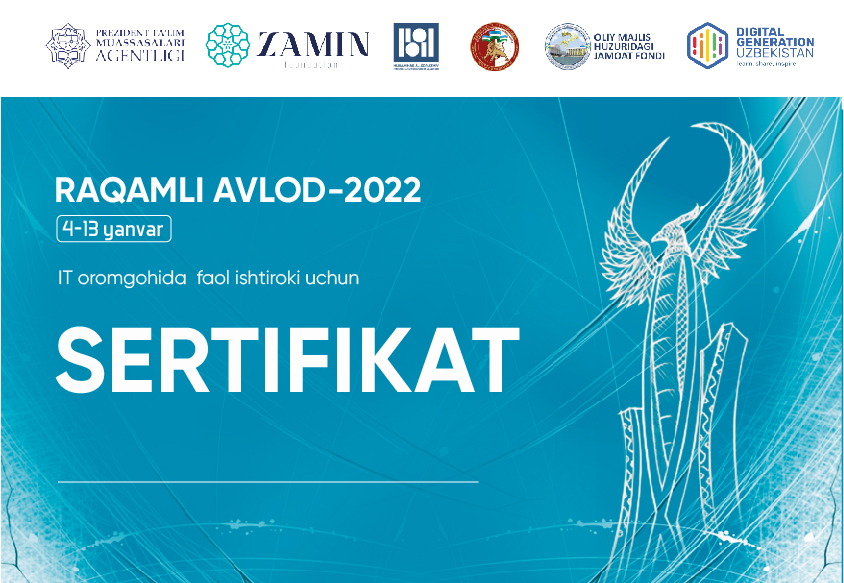 PREZIDENT TA'LIM
MUASSASALARI
AGENTLIGI
ZAMIN
foundation
OLIY MAJLIS
HUZURIDAGI
JAMOAT FONDI
DIGITAL
GENERATION
UZBEKISTAN
learn, share, inspire
RAQAMLI AVLOD-2022
4-13 yanvar
IT oromgohida faol ishtiroki uchun
SERTIFIKAT